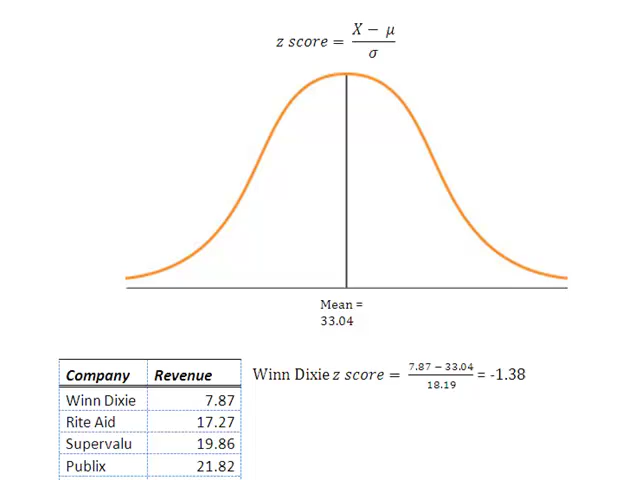 z score = X − μ / σ
Mean =
33.04
Company Revenue
Winn Dixie 7.87
Rite Aid 17.27
Supervalu 19.86
Publix 21.82
Winn Dixie z score = 7.87 − 33.04 / 18.19 = -1.38